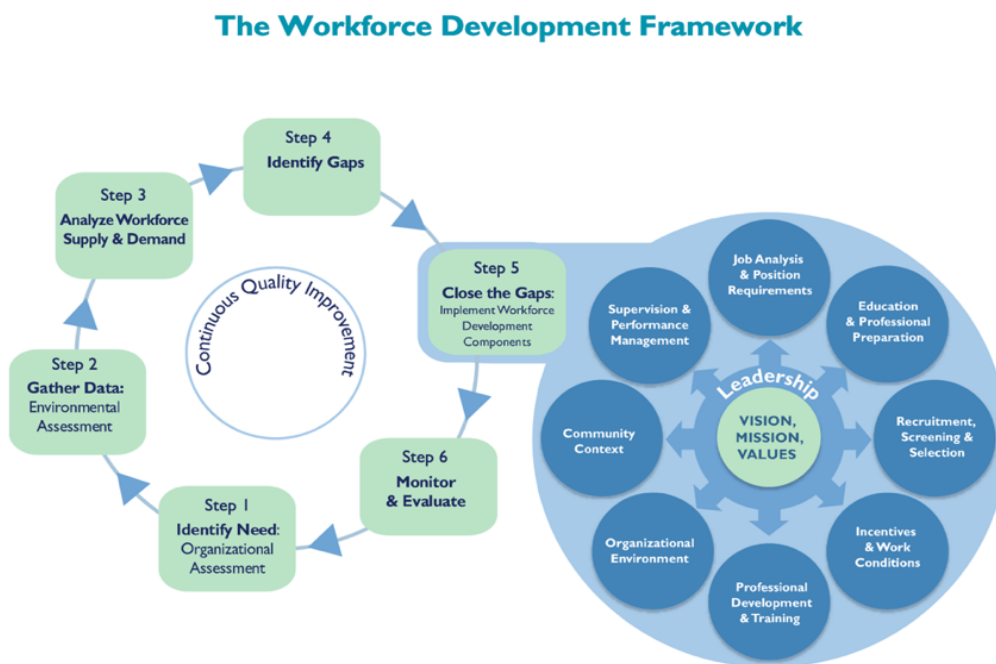 The Workforce Development Framework
Step 1
Identify Need:
Organizational
Assessment
Step 2
Gather Data:
Environmental
Assessment
Step 3
Analyze Workforce
Supply & Demand
Step 4
Identify Gaps
Step 5
Close the Gaps:
Implement Workforce
Development
Components
Step 6
Monitor
& Evaluate
Continuous Quality Improvement
Job Analysis
& Position
Requirements
Education
& Professional
Preparation
Recruitment,
Screening &
Selection
Incentives
& Work
Conditions
Professional
Development
& Training
Organizational
Environment
Community
Context
Supervision &
Performance
Management
Leadership
VISION,
MISSION,
VALUES